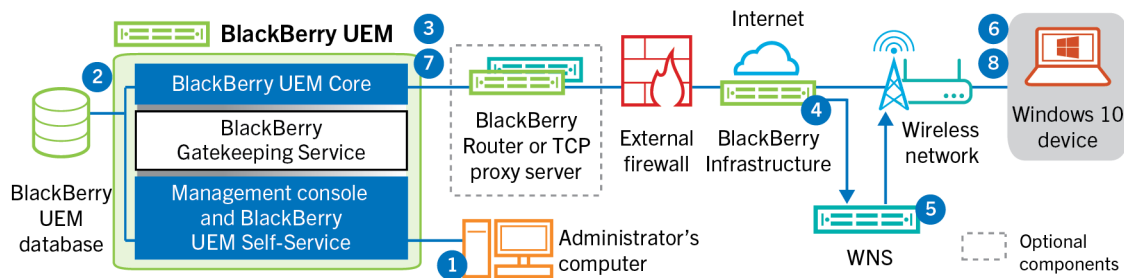 BlackBerry UEM
3
Internet
6
2
7
8
BlackBerry UEM Core
BlackBerry
Gatekeeping Service
Management console
and BlackBerry
UEM Self-Service
BlackBerry
UEM
database
BlackBerry
Router or TCP
proxy server
External
firewall
4
BlackBerry
Infrastructure
Wireless
network
Windows 10
device
5
WNS
1
Administrator's
computer
Optional
components